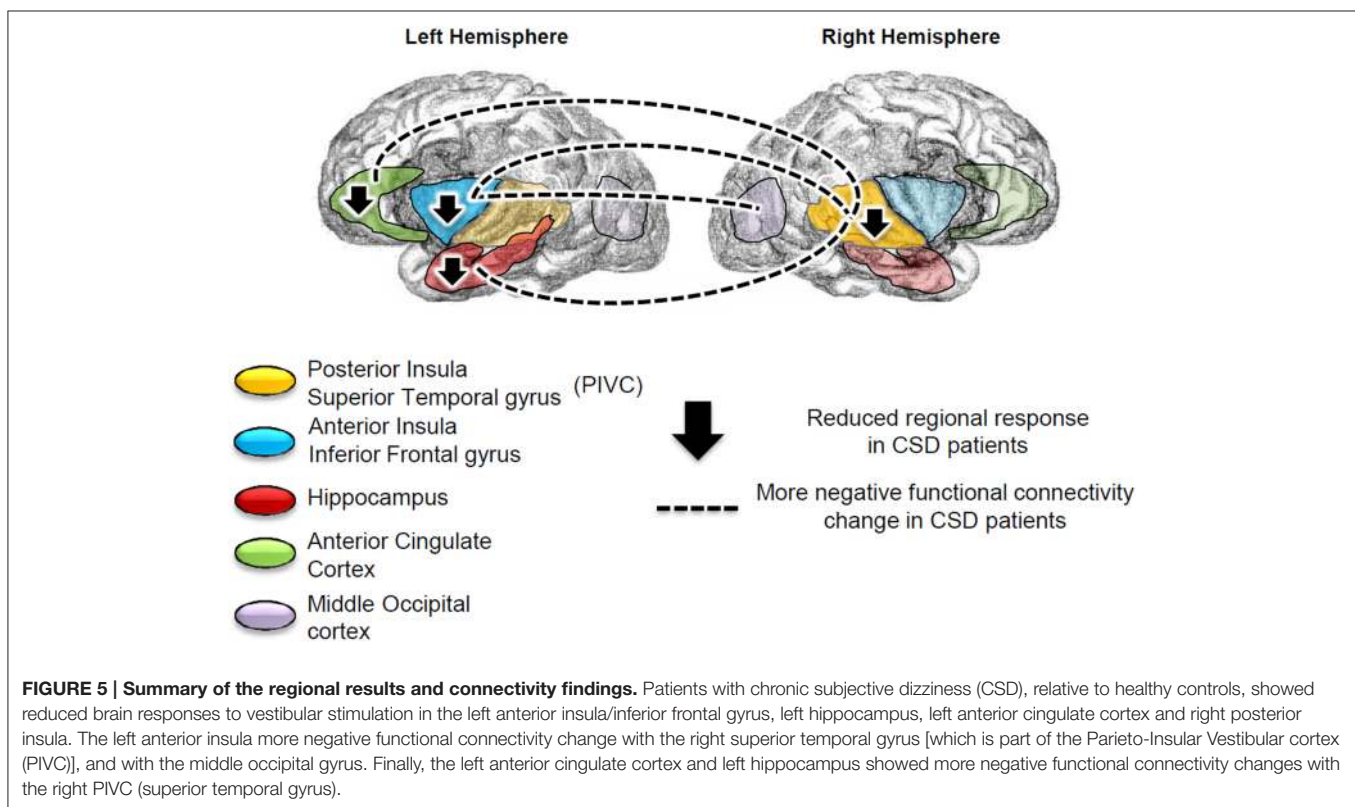 Left Hemisphere
Right Hemisphere
Posterior Insula
Superior Temporal gyrus (PIVC)
Anterior Insula
Inferior Frontal gyrus
Hippocampus
Anterior Cingulate
Cortex
Middle Occipital
cortex
Reduced regional response
in CSD patients
More negative functional connectivity
change in CSD patients
FIGURE 5 | Summary of the regional results and connectivity findings. Patients with chronic subjective dizziness (CSD), relative to healthy controls, showed
reduced brain responses to vestibular stimulation in the left anterior insula/inferior frontal gyrus, left hippocampus, left anterior cingulate cortex and right posterior
insula. The left anterior insula more negative functional connectivity change with the right superior temporal gyrus [which is part of the Parieto-Insular Vestibular cortex
(PIVC)], and with the middle occipital gyrus. Finally, the left anterior cingulate cortex and left hippocampus showed more negative functional connectivity changes with
the right PIVC (superior temporal gyrus).